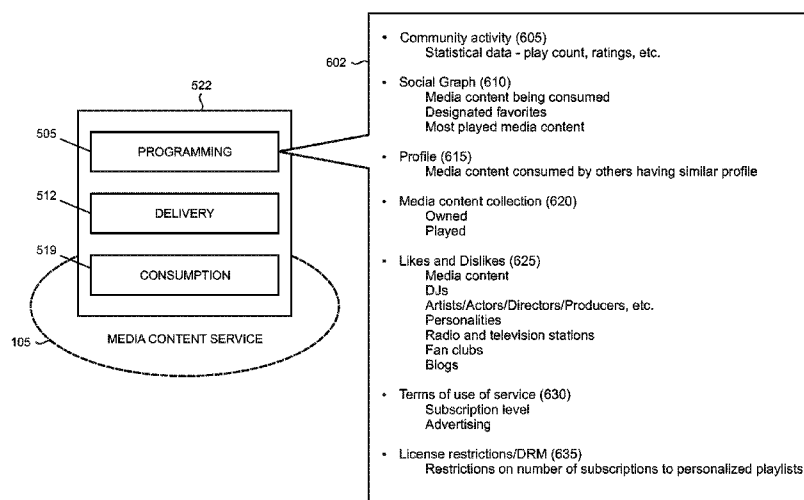 522
505
PROGRAMMING
512
DELIVERY
519
CONSUMPTION
105
MEDIA CONTENT SERVICE
602
• Community activity (605)
Statistical data - play count, ratings, etc.
• Social Graph (610)
Media content being consumed
Designated favorites
Most played media content
• Profile (615)
Media content consumed by others having similar profile
• Media content collection (620)
Owned
Played
• Likes and Dislikes (625)
Media content
DJs
Artists/Actors/Directors/Producers, etc.
Personalities
Radio and television stations
Fan clubs
Blogs
• Terms of use of service (630)
Subscription level
Advertising
• License restrictions/DRM (635)
Restrictions on number of subscriptions to personalized playlists